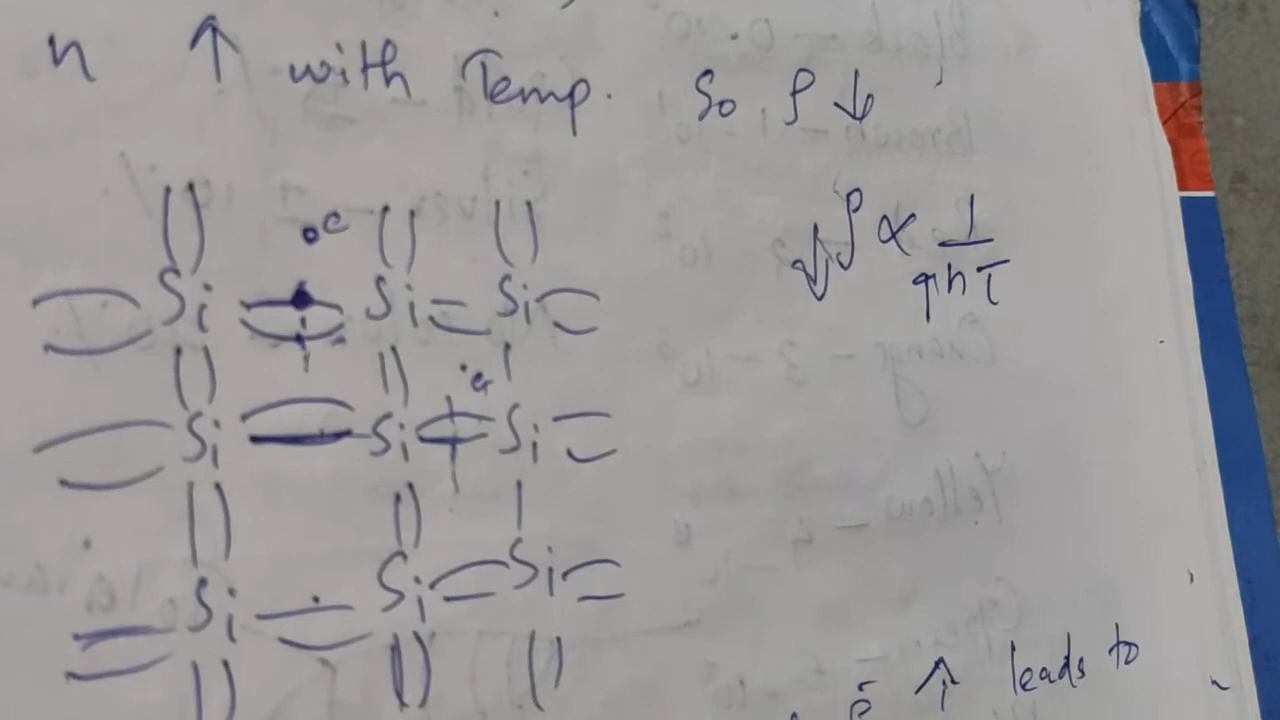 n ↑ with Temp. So ρ ↓
e
Si Si Si
ρ ∝ 1/qnτ
↓
e
Si Si Si
Si Si Si
ē ↑ leads to